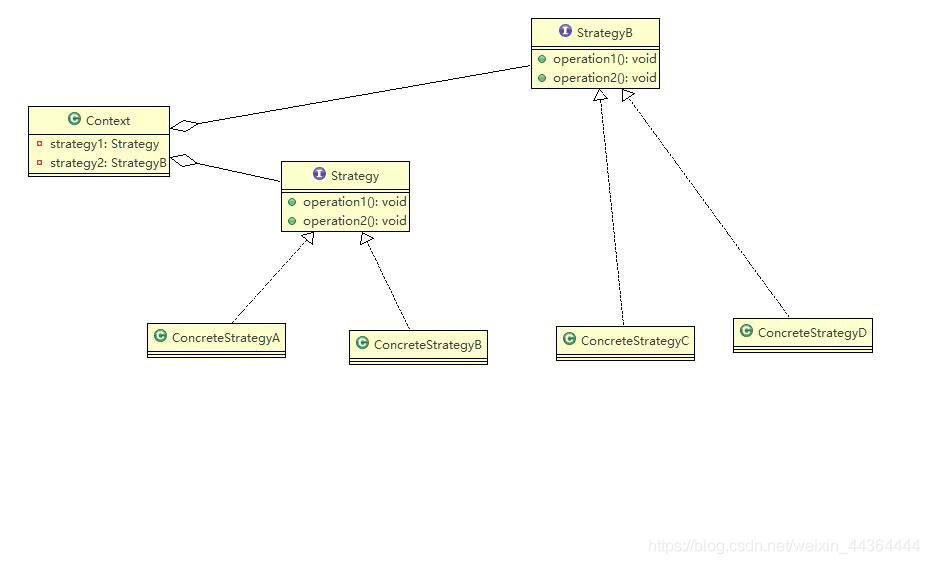 StrategyB
operation1(): void
operation2(): void
Context
strategy1: Strategy
strategy2: StrategyB
Strategy
operation1(): void
operation2(): void
ConcreteStrategyA
ConcreteStrategyB
ConcreteStrategyC
ConcreteStrategyD
https://blog.csdn.net/weixin_44364444